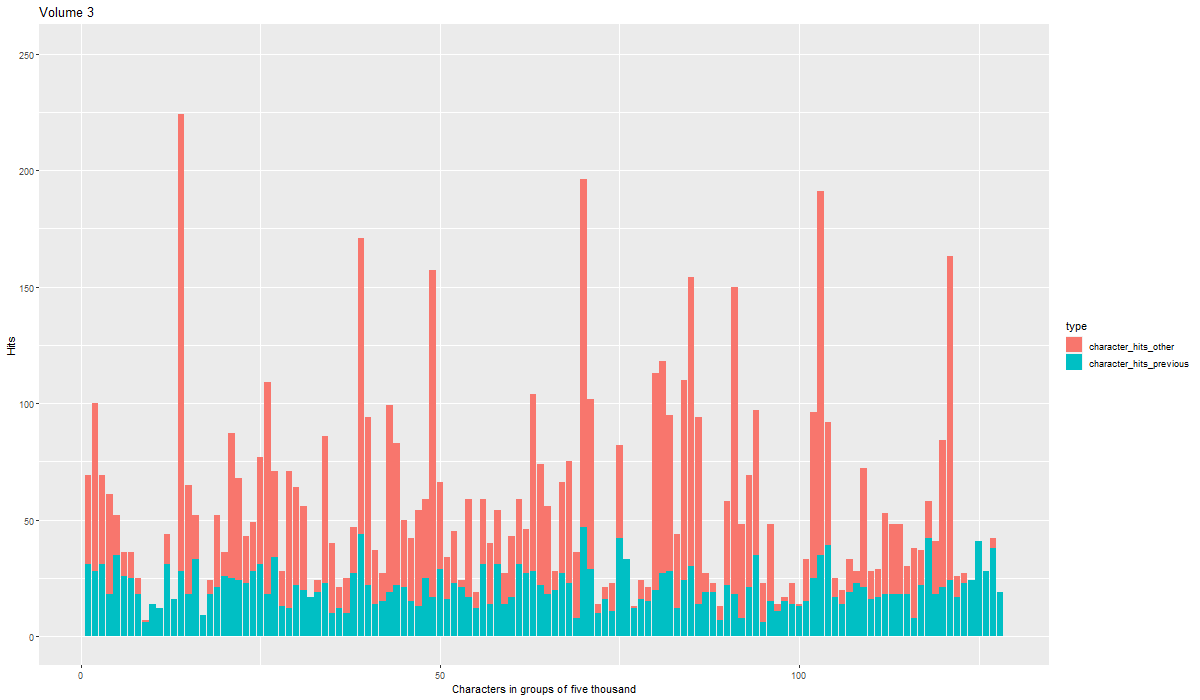 Volume 3
250
200
150
100
50
0
Hits
0
50
100
Characters in groups of five thousand
type
character_hits_other
character_hits_previous